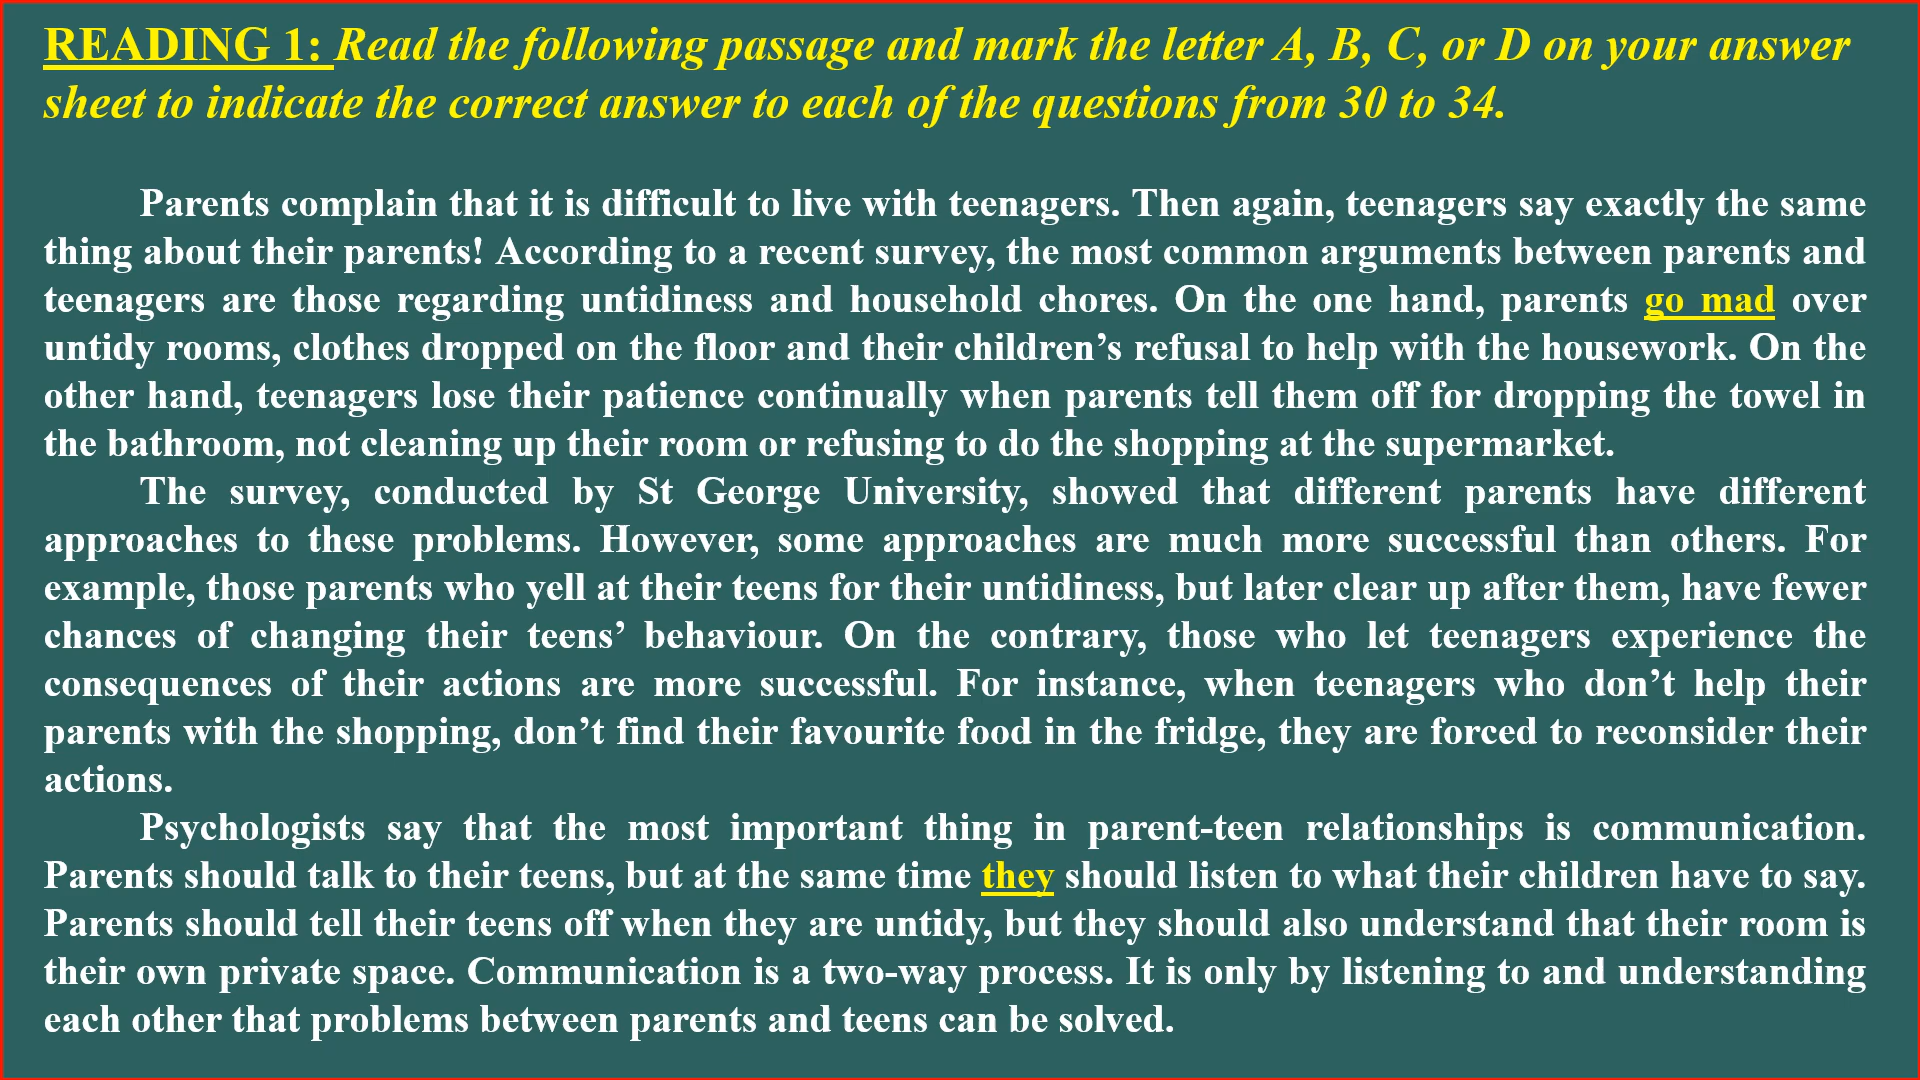 READING 1: Read the following passage and mark the letter A, B, C, or D on your answer
sheet to indicate the correct answer to each of the questions from 30 to 34.
Parents complain that it is difficult to live with teenagers. Then again, teenagers say exactly the same
thing about their parents! According to a recent survey, the most common arguments between parents and
teenagers are those regarding untidiness and household chores. On the one hand, parents go mad over
untidy rooms, clothes dropped on the floor and their children’s refusal to help with the housework. On the
other hand, teenagers lose their patience continually when parents tell them off for dropping the towel in
the bathroom, not cleaning up their room or refusing to do the shopping at the supermarket.
The survey, conducted by St George University, showed that different parents have different
approaches to these problems. However, some approaches are much more successful than others. For
example, those parents who yell at their teens for their untidiness, but later clear up after them, have fewer
chances of changing their teens’ behaviour. On the contrary, those who let teenagers experience the
consequences of their actions are more successful. For instance, when teenagers who don’t help their
parents with the shopping, don’t find their favourite food in the fridge, they are forced to reconsider their
actions.
Psychologists say that the most important thing in parent-teen relationships is communication.
Parents should talk to their teens, but at the same time they should listen to what their children have to say.
Parents should tell their teens off when they are untidy, but they should also understand that their room is
their own private space. Communication is a two-way process. It is only by listening to and understanding
each other that problems between parents and teens can be solved.